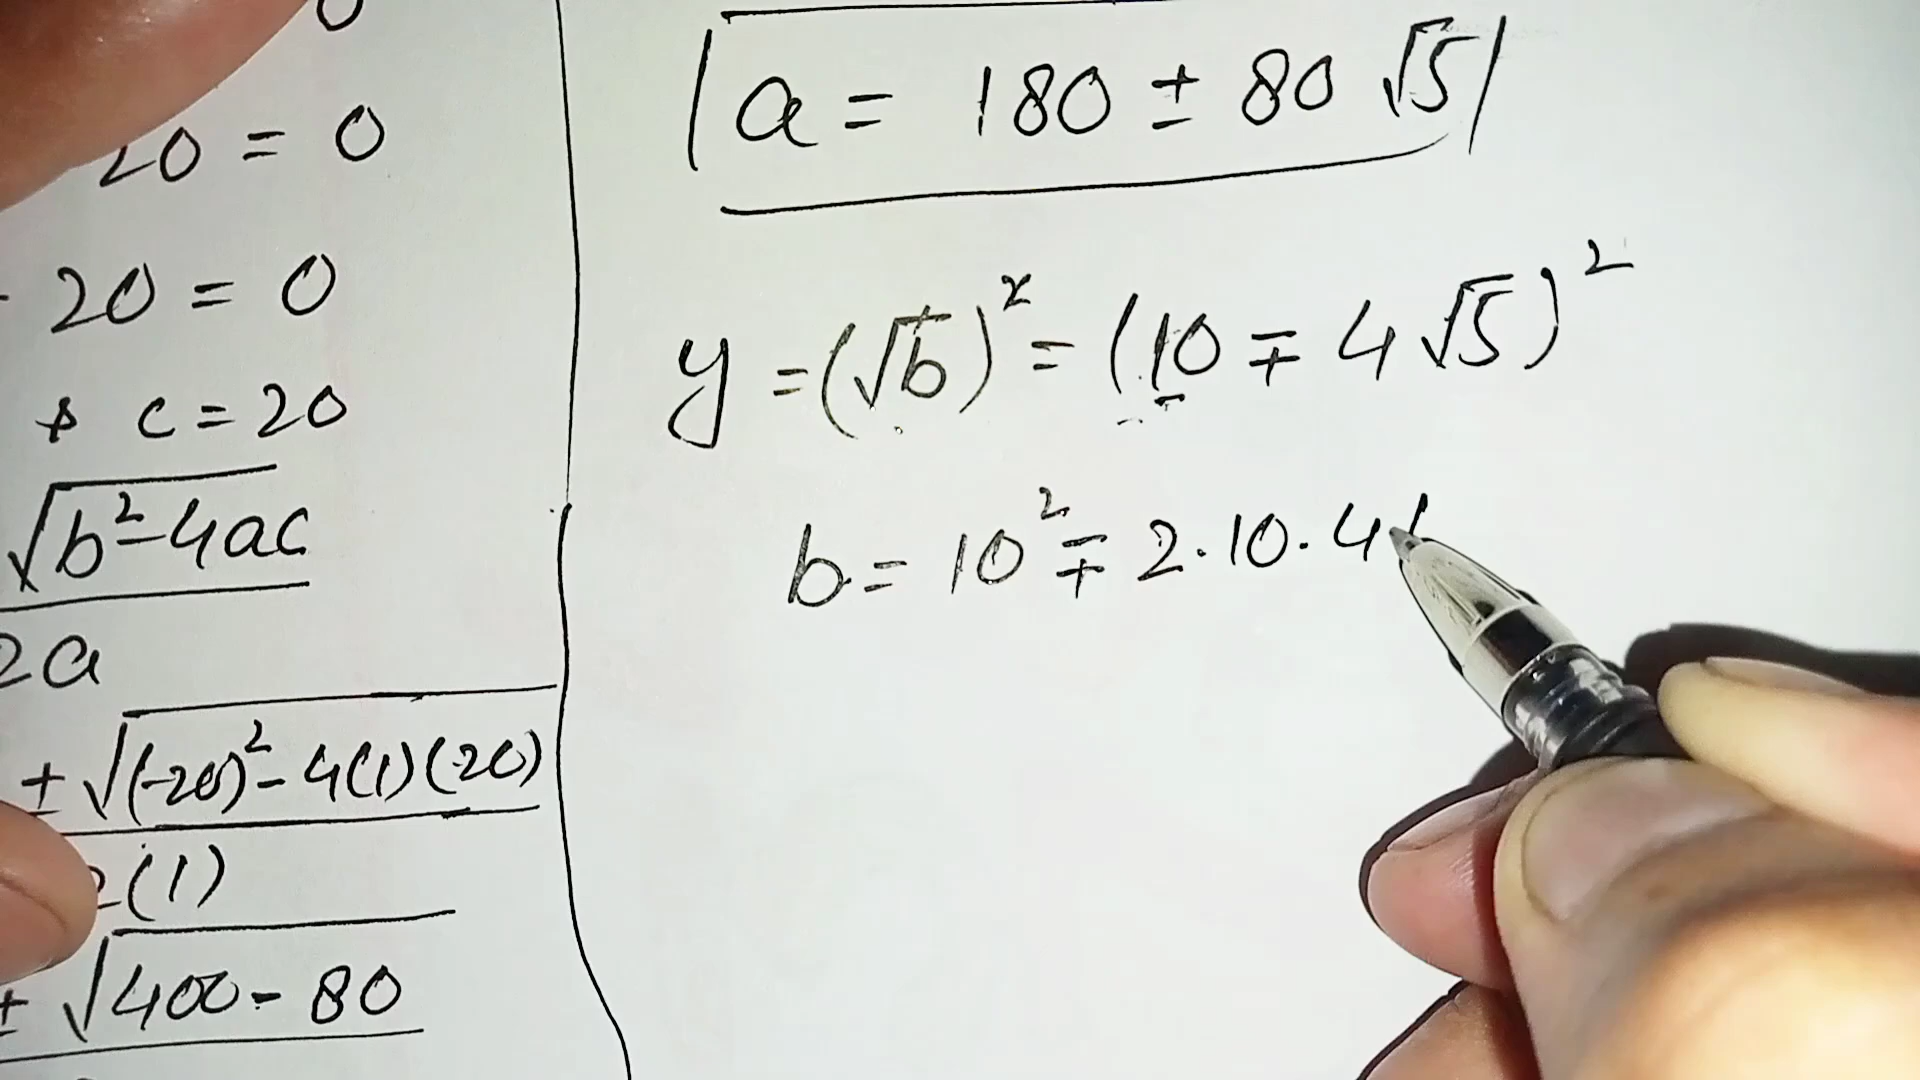 0
20 = 0
- 20 = 0
& c = 20
√b²-4ac
2a
± √(-20)² - 4(1)(20)
2(1)
± √400 - 80
a = 180 ± 80 √5
y = (√b)ˣ = (10 ∓ 4√5)²
b = 10² ∓ 2·10·4